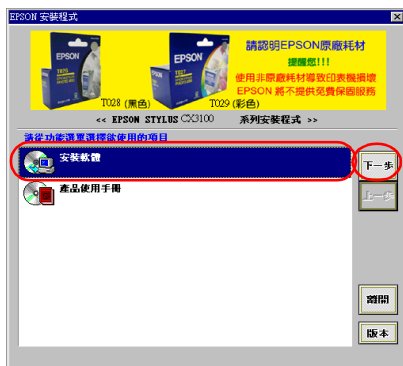 EPSON 安裝程式
EPSON
T028
EPSON
T028 (黑色)
T029 (彩色)
請認明EPSON原廠耗材
提醒您!!!
使用非原廠耗材導致印表機損壞
EPSON 將不提供免費保固服務
<< EPSON STYLUS CX3100 系列安裝程式 >>
請從功能選單選擇欲使用的項目
安裝軟體
產品使用手冊
下一步
上一步
離開
版本